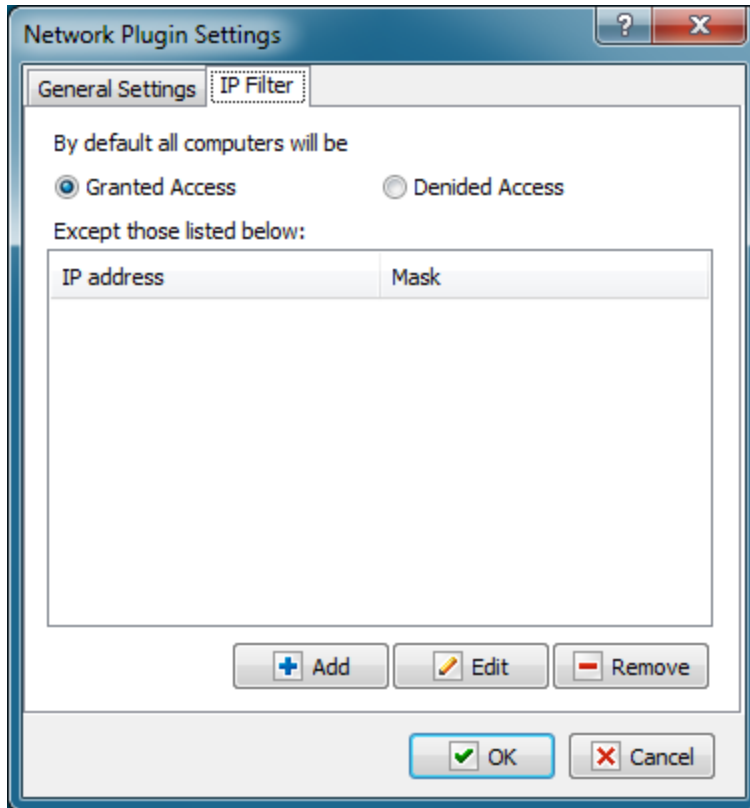 Network Plugin Settings
?
General Settings IP Filter
By default all computers will be
Granted Access Denided Access
Except those listed below:
IP address Mask
Add Edit Remove
OK Cancel